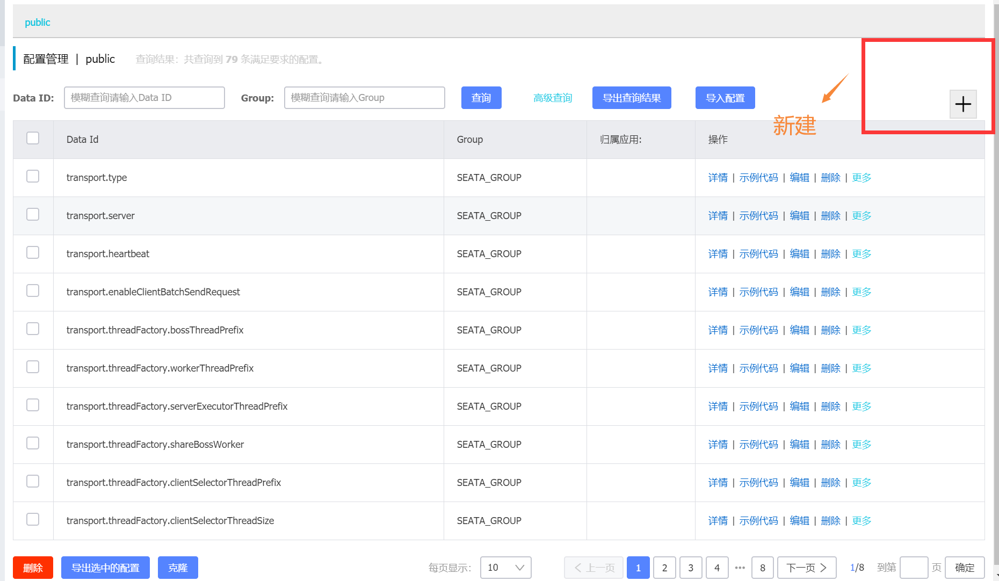 public
配置管理 | public 查询结果：共查询到 79 条满足要求的配置。
Data ID: 模糊查询请输入Data ID Group: 模糊查询请输入Group 查询 高级查询 导出查询结果 导入配置
新建
Data Id Group 归属应用: 操作
transport.type SEATA_GROUP 详情 | 示例代码 | 编辑 | 删除 | 更多
transport.server SEATA_GROUP 详情 | 示例代码 | 编辑 | 删除 | 更多
transport.heartbeat SEATA_GROUP 详情 | 示例代码 | 编辑 | 删除 | 更多
transport.enableClientBatchSendRequest SEATA_GROUP 详情 | 示例代码 | 编辑 | 删除 | 更多
transport.threadFactory.bossThreadPrefix SEATA_GROUP 详情 | 示例代码 | 编辑 | 删除 | 更多
transport.threadFactory.workerThreadPrefix SEATA_GROUP 详情 | 示例代码 | 编辑 | 删除 | 更多
transport.threadFactory.serverExecutorThreadPrefix SEATA_GROUP 详情 | 示例代码 | 编辑 | 删除 | 更多
transport.threadFactory.shareBossWorker SEATA_GROUP 详情 | 示例代码 | 编辑 | 删除 | 更多
transport.threadFactory.clientSelectorThreadPrefix SEATA_GROUP 详情 | 示例代码 | 编辑 | 删除 | 更多
transport.threadFactory.clientSelectorThreadSize SEATA_GROUP 详情 | 示例代码 | 编辑 | 删除 | 更多
删除 导出选中的配置 克隆 每页显示： 10 上一页 1 2 3 4 ••• 8 下一页 1/8 到第 页 确定